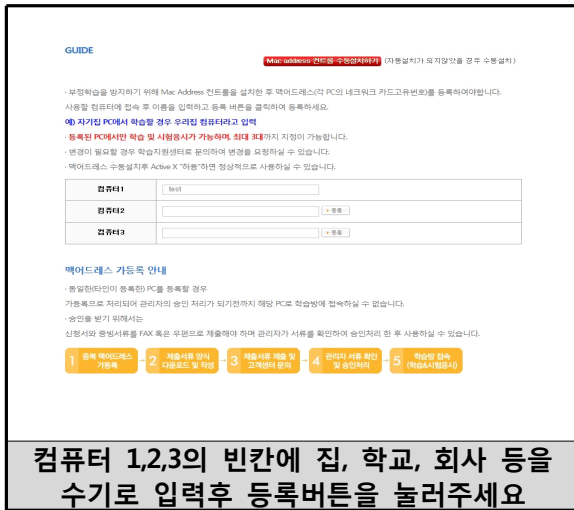 GUIDE
Mac address 컨트롤 수동설치하기 (자동설치가 되지않았을 경우 수동설치)
· 부정학습을 방지하기 위해 Mac Address 컨트롤을 설치한 후 맥어드레스(각 PC의 네크워크 카드고유번호)를 등록하여야합니다.
사용할 컴퓨터에 접속 후 이름을 입력하고 등록 버튼을 클릭하여 등록하세요.
예) 자기집 PC에서 학습할 경우 우리집 컴퓨터라고 입력
· 등록된 PC에서만 학습 및 시험응시가 가능하며, 최대 3대까지 지정이 가능합니다.
· 변경이 필요할 경우 학습지원센터로 문의하여 변경을 요청하실 수 있습니다.
· 맥어드레스 수동설치후 Active X "허용"하면 정상적으로 사용하실 수 있습니다.
컴퓨터1 test
컴퓨터2 등록
컴퓨터3 등록
맥어드레스 가등록 안내
· 동일한(타인이 등록한) PC를 등록할 경우
가등록으로 처리되어 관리자의 승인 처리가 되기전까지 해당 PC로 학습방에 접속하실 수 없습니다.
· 승인을 받기 위해서는
신청서와 증빙서류를 FAX 혹은 우편으로 제출해야 하며 관리자가 서류를 확인하여 승인처리 한 후 사용하실 수 있습니다.
1 중복 맥어드레스 가등록
2 제출서류 양식 다운로드 및 작성
3 제출서류 제출 및 고객센터 문의
4 관리자 서류 확인 및 승인처리
5 학습방 접속 (학습&시험응시)
컴퓨터 1,2,3의 빈칸에 집, 학교, 회사 등을
수기로 입력후 등록버튼을 눌러주세요